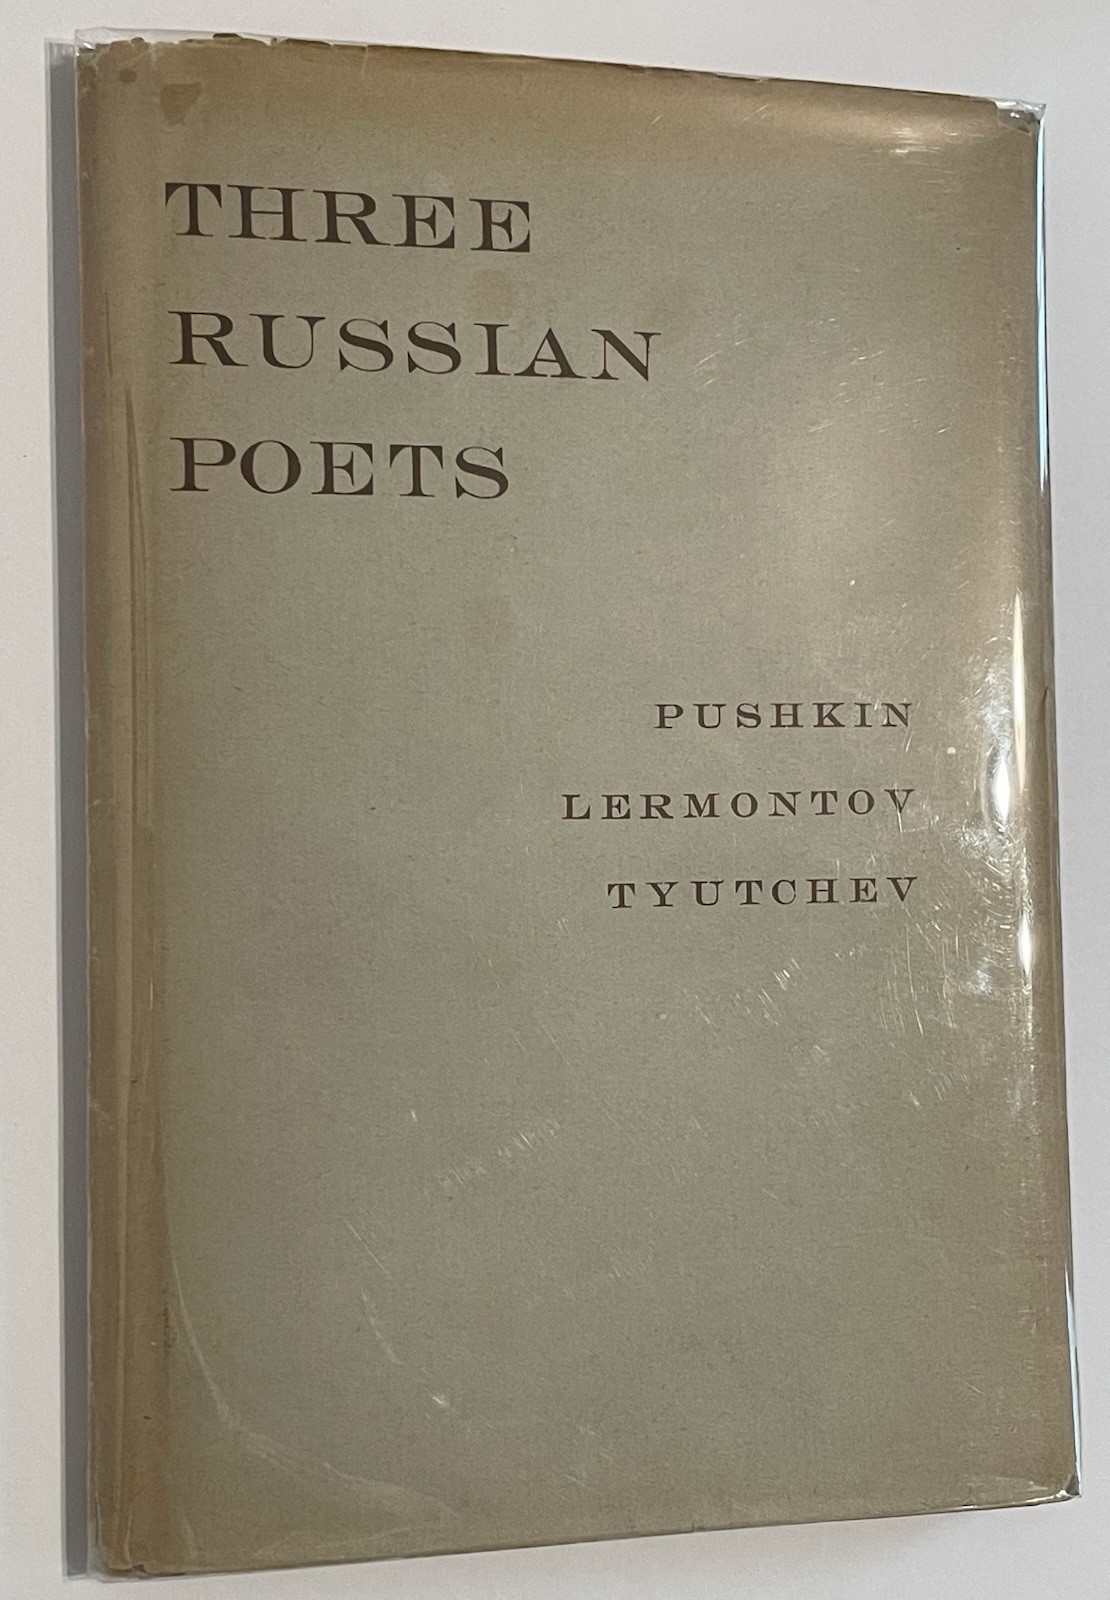 THREE
RUSSIAN
POETS
PUSHKIN
LERMONTOV
TYUTCHEV